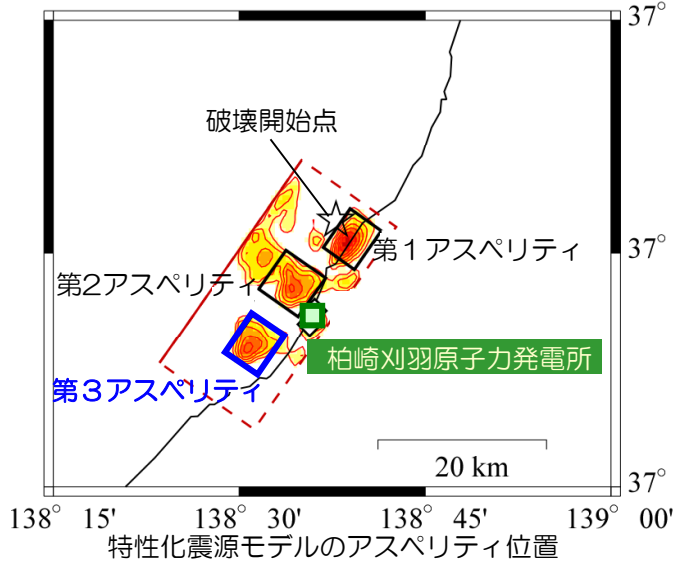 37°
破壊開始点
第１アスペリティ
37°
第2アスペリティ
柏崎刈羽原子力発電所
第３アスペリティ
20 km
37°
138° 15' 138° 30' 138° 45' 139° 00'
特性化震源モデルのアスペリティ位置